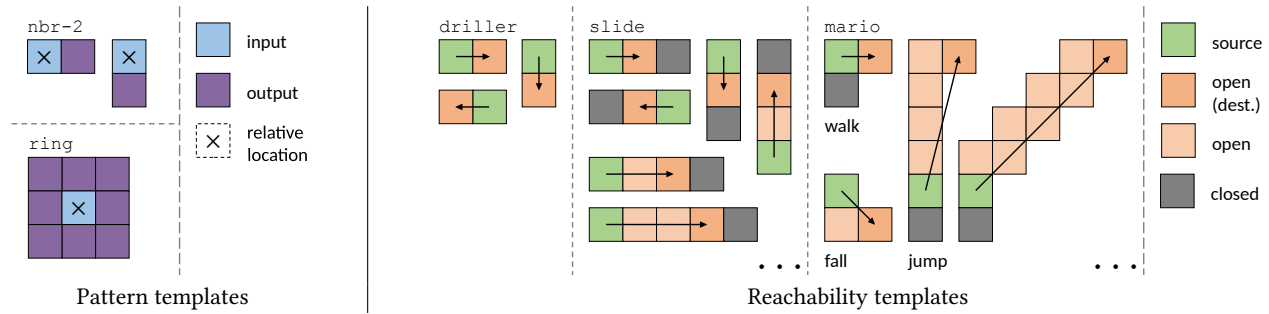 nbr-2
input
output
relative
location
ring
Pattern templates
driller
slide
mario
walk
fall
jump
. . .
. . .
source
open
(dest.)
open
closed
Reachability templates